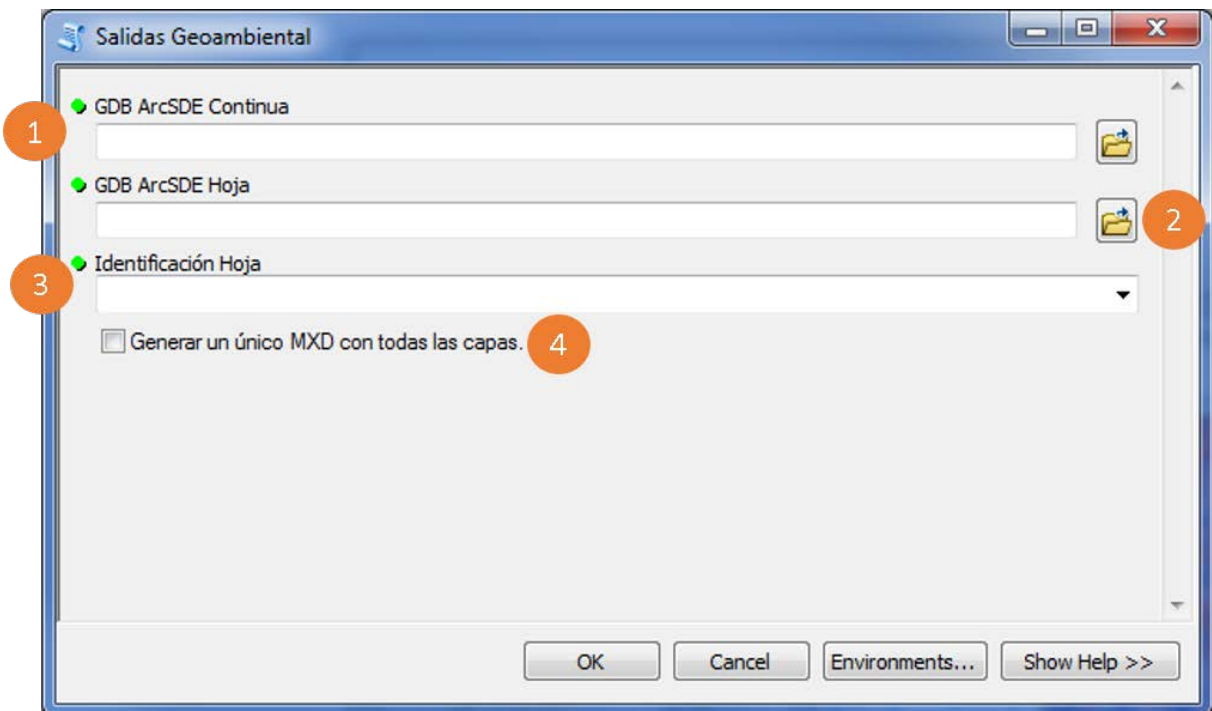 Salidas Geoambiental
GDB ArcSDE Continua
1
GDB ArcSDE Hoja
2
Identificación Hoja
3
Generar un único MXD con todas las capas.
4
OK
Cancel
Environments...
Show Help >>